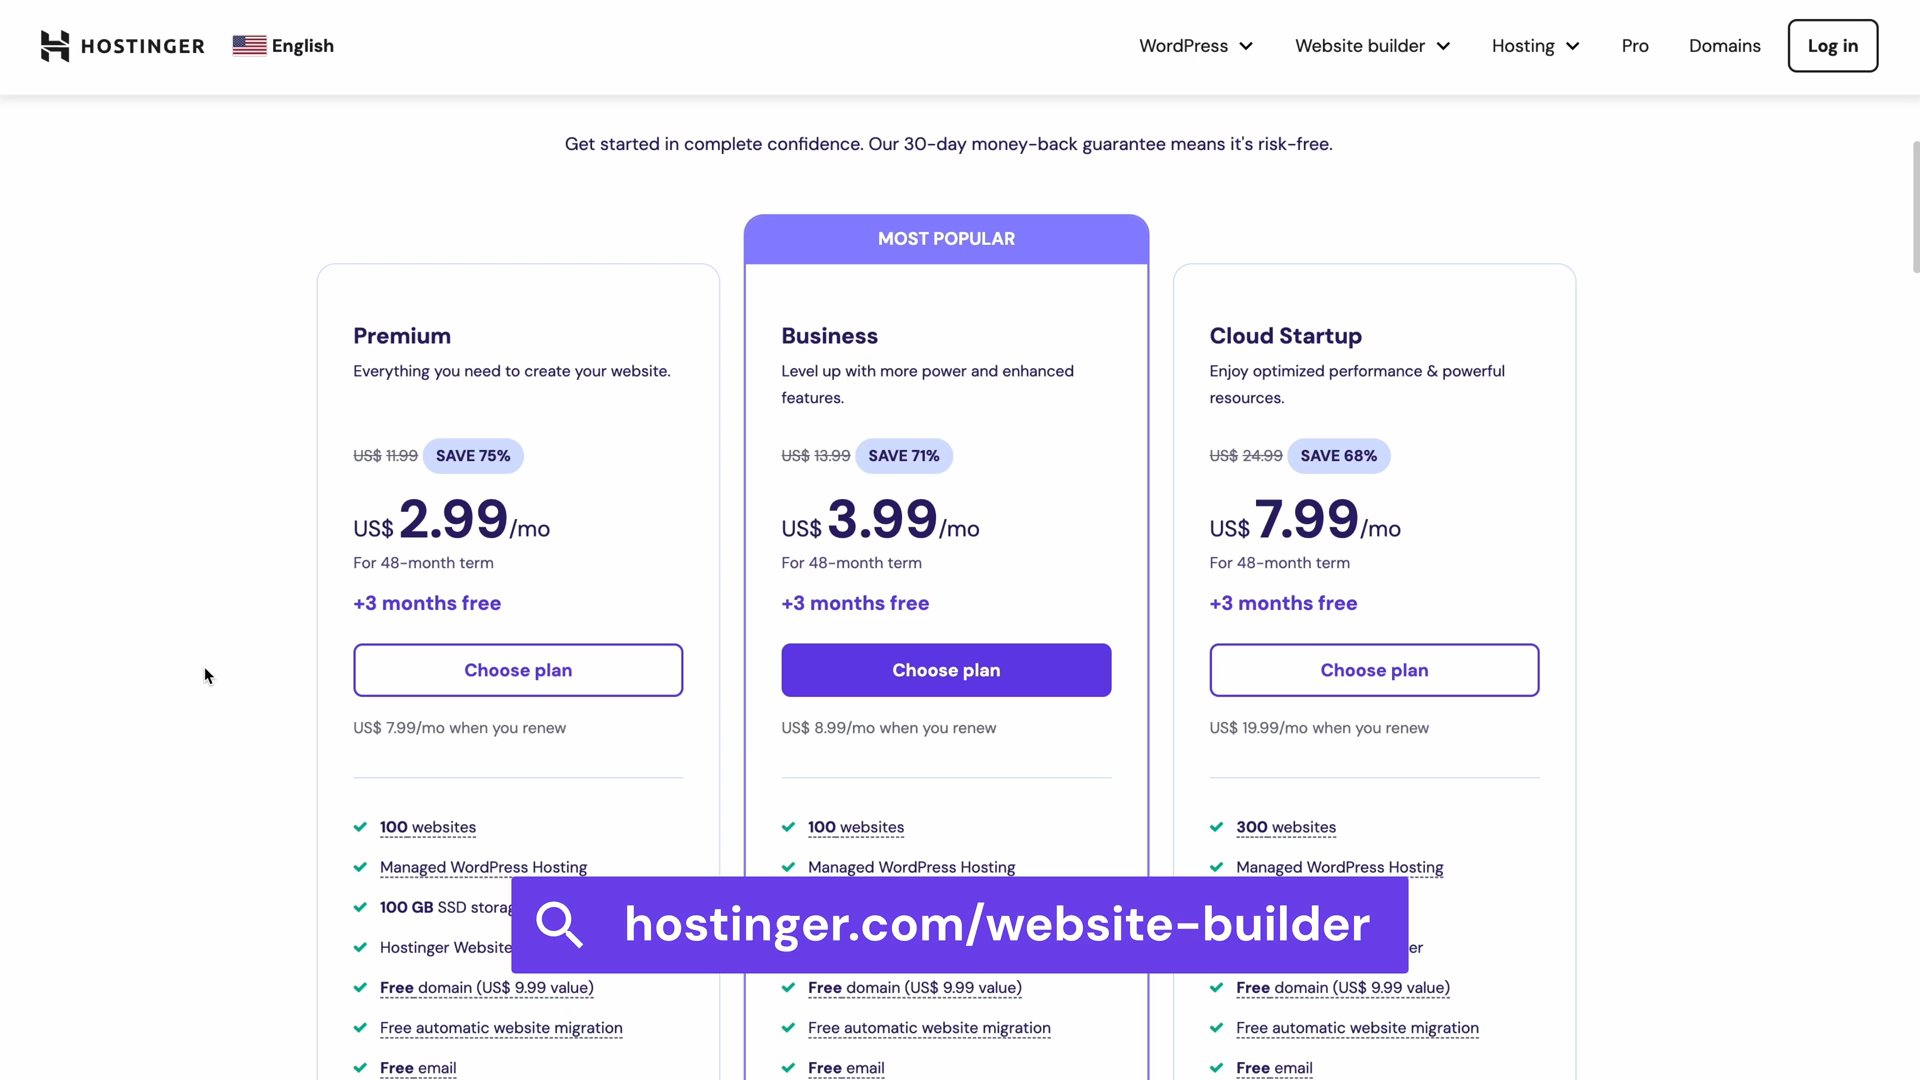 HOSTINGER
English
WordPress
Website builder
Hosting
Pro
Domains
Log in
Get started in complete confidence. Our 30-day money-back guarantee means it's risk-free.
MOST POPULAR
Premium
Everything you need to create your website.
US$ 11.99 SAVE 75%
US$ 2.99/mo
For 48-month term
+3 months free
Choose plan
US$ 7.99/mo when you renew
100 websites
Managed WordPress Hosting
100 GB SSD
Hostinger Website
Free domain (US$ 9.99 value)
Free automatic website migration
Free email
Business
Level up with more power and enhanced
features.
US$ 13.99 SAVE 71%
US$ 3.99/mo
For 48-month term
+3 months free
Choose plan
US$ 8.99/mo when you renew
100 websites
Managed WordPress Hosting
Free domain (US$ 9.99 value)
Free automatic website migration
Free email
Cloud Startup
Enjoy optimized performance & powerful
resources.
US$ 24.99 SAVE 68%
US$ 7.99/mo
For 48-month term
+3 months free
Choose plan
US$ 19.99/mo when you renew
300 websites
Managed WordPress Hosting
Free domain (US$ 9.99 value)
Free automatic website migration
Free email
hostinger.com/website-builder